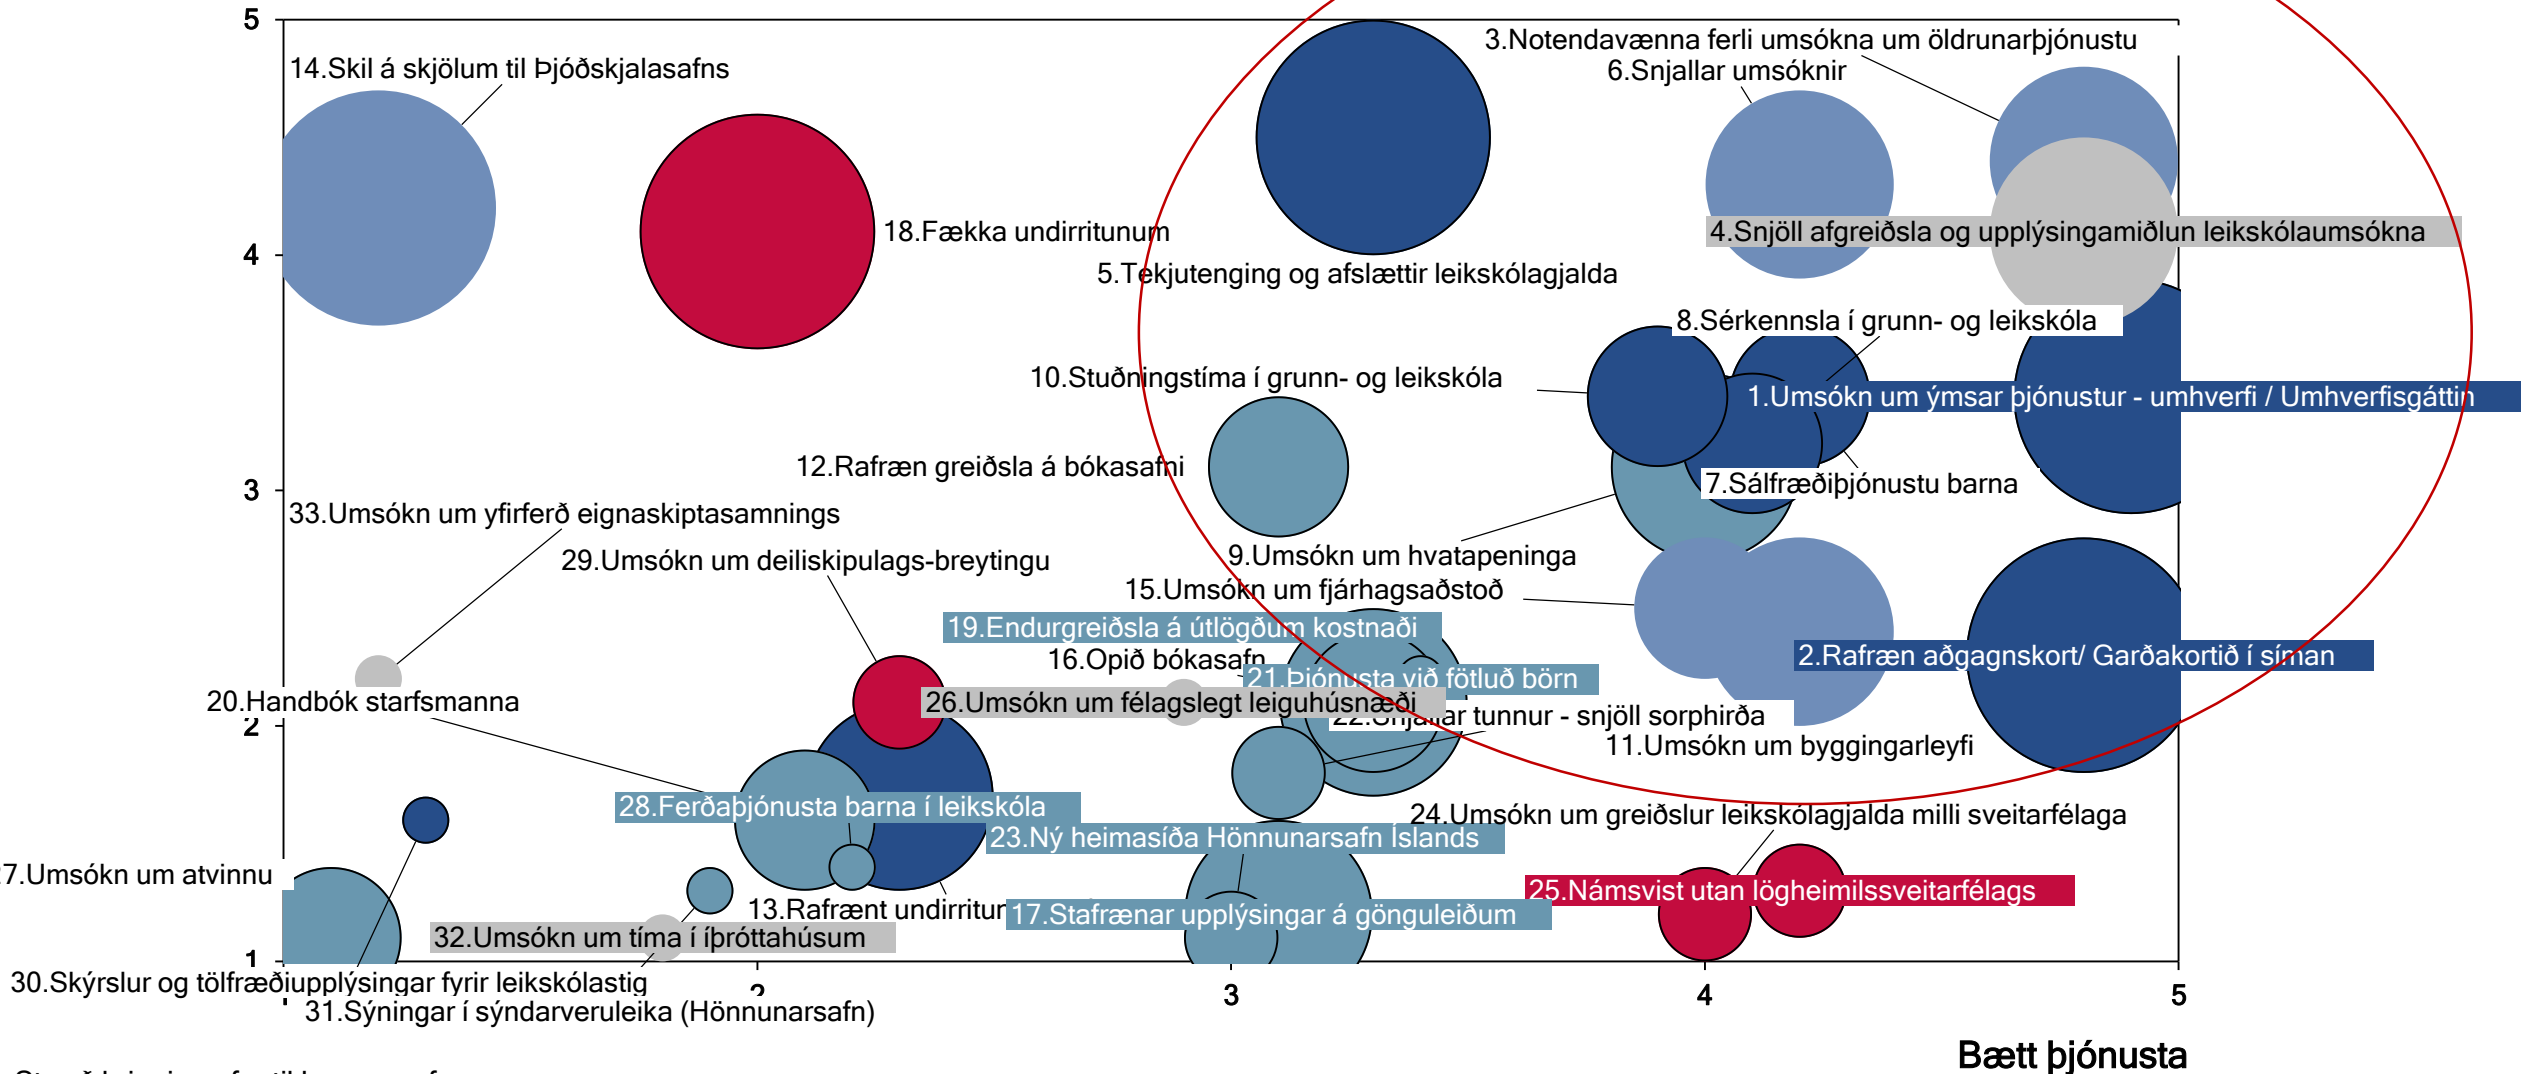 5
3.Notendavænna ferli umsókna um öldrunarþjónustu
14.Skil á skjölum til Þjóðskjalasafns
6.Snjallar umsóknir
18.Fækka undirritunum
4.Snjöll afgreiðsla og upplýsingamiðlun leikskólaumsókna
4
5.Tekjutenging og afslættir leikskólagjalda
8.Sérkennsla í grunn- og leikskóla
10.Stuðningstíma í grunn- og leikskóla
1.Umsókn um ýmsar þjónustur - umhverfi / Umhverfisgáttin
12.Rafræn greiðsla á bókasafni
7.Sálfræðiþjónustu barna
3
33.Umsókn um yfirferð eignaskiptasamnings
29.Umsókn um deiliskipulags-breytingu
9.Umsókn um hvatapeninga
15.Umsókn um fjárhagsaðstoð
19.Endurgreiðsla á útlögðum kostnaði
16.Opið bókasafn
2.Rafræn aðgagnskort/ Garðakortið í síman
21.Þjónusta við fötluð börn
20.Handbók starfsmanna
26.Umsókn um félagslegt leiguhúsnæði
22.Snjallar tunnur - snjöll sorphirða
2
11.Umsókn um byggingarleyfi
28.Ferðaþjónusta barna í leikskóla
24.Umsókn um greiðslur leikskólagjalda milli sveitarfélaga
23.Ný heimasíða Hönnunarsafn Íslands
7.Umsókn um atvinnu
25.Námsvist utan lögheimilssveitarfélags
13.Rafrænt
17.Stafrænar upplýsingar á gönguleiðum
32.Umsókn um tíma í íþróttahúsum
1
30.Skýrslur og tölfræðiupplýsingar fyrir leikskólastig
2
3
4
5
31.Sýningar í sýndarveruleika (Hönnunarsafn)
Bætt þjónusta